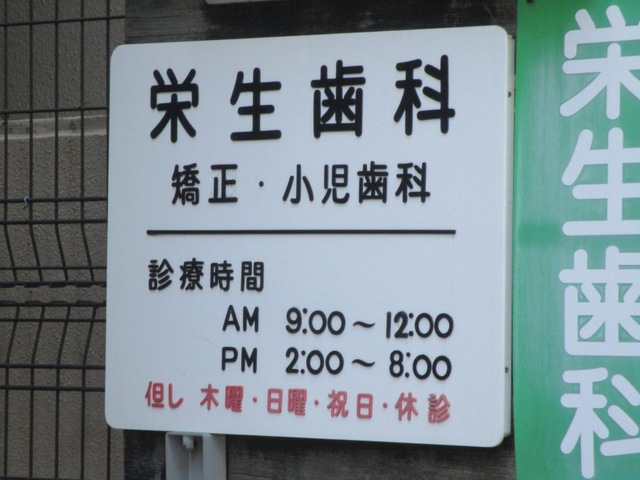 栄生歯科
矯正・小児歯科
診療時間
AM 9:00～12:00
PM 2:00～8:00
但し 木曜・日曜・祝日・休診
栄生歯科